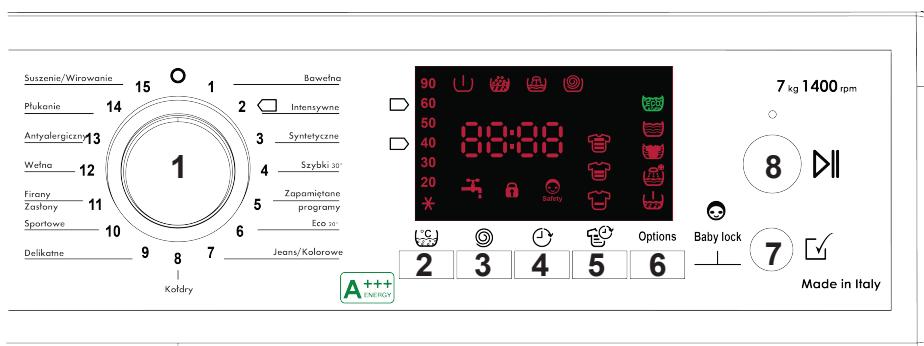 Suszenie/Wirowanie 15
Płukanie 14
Antyalergiczny 13
Wełna 12
Firany
Zasłony 11
Sportowe 10
Delikatne 9
8 Kołdry
1 Bawełna
2 Intensywne
3 Syntetyczne
4 Szybki 30°
5 Zapamiętane
programy
6 Eco 20°
7 Jeans/Kolorowe
1
A+++
ENERGY
90
60
50
40
30
20
88:88
ECO
Safety
°C
Options
Baby lock
2 3 4 5 6
7 kg 1400 rpm
8
7
Made in Italy